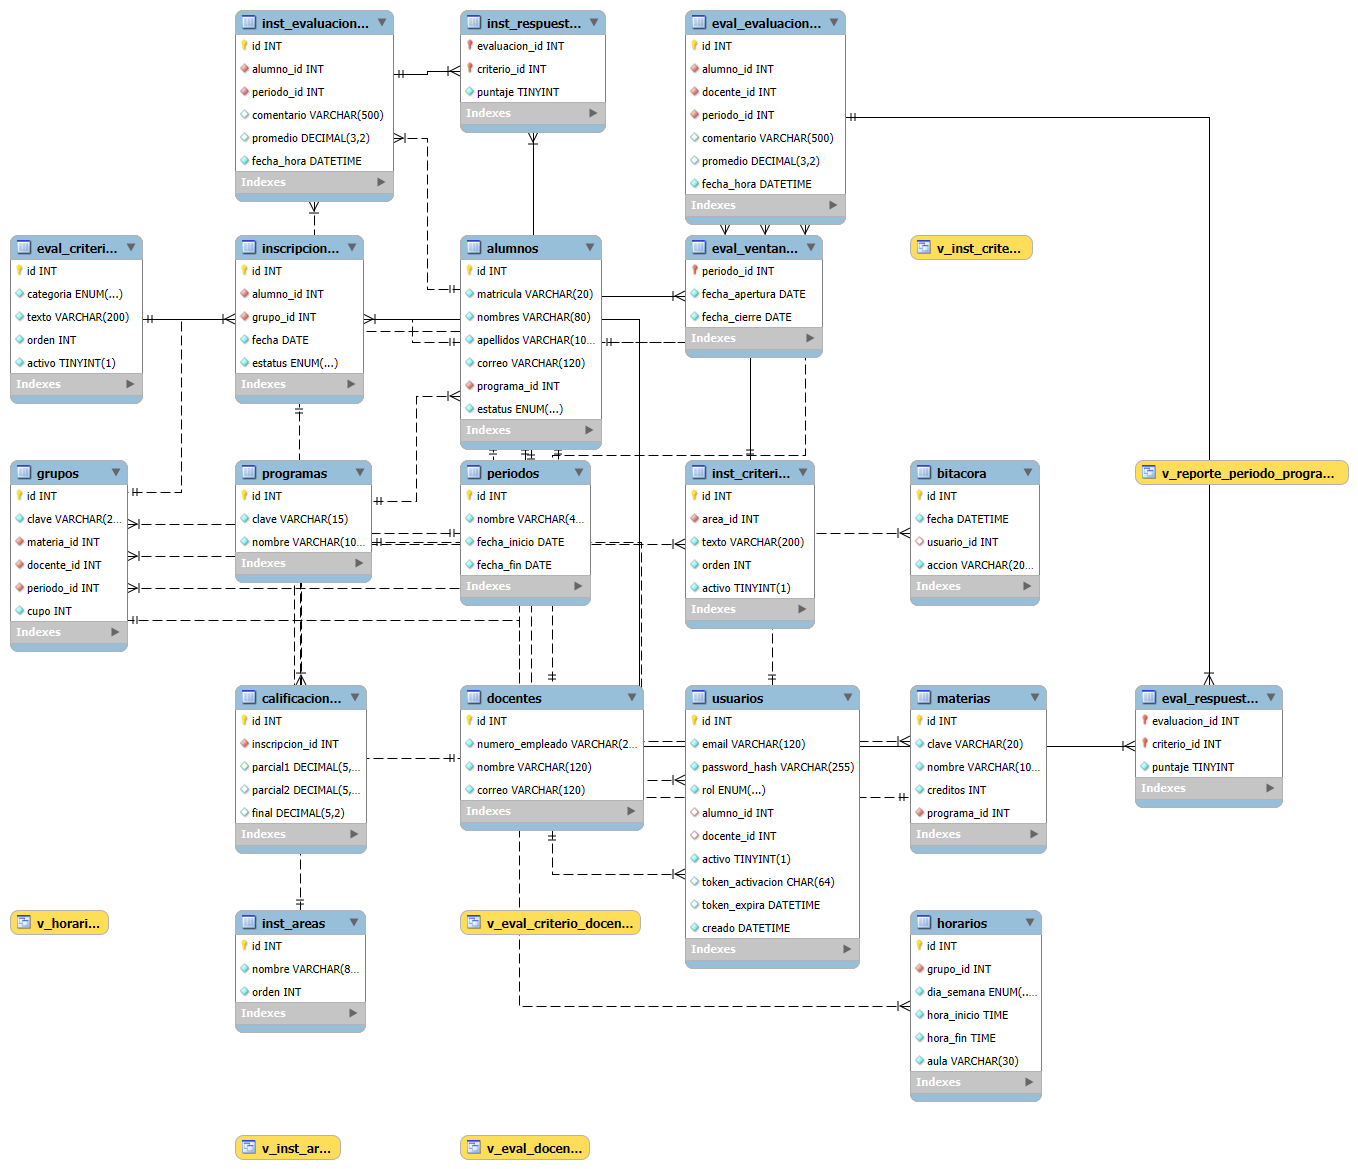 inst_evaluacion...
id INT
alumno_id INT
periodo_id INT
comentario VARCHAR(500)
promedio DECIMAL(3,2)
fecha_hora DATETIME
Indexes
inst_respuest...
evaluacion_id INT
criterio_id INT
puntaje TINYINT
Indexes
eval_evaluacion...
id INT
alumno_id INT
docente_id INT
periodo_id INT
comentario VARCHAR(500)
promedio DECIMAL(3,2)
fecha_hora DATETIME
Indexes
eval_criteri...
id INT
categoria ENUM(...)
texto VARCHAR(200)
orden INT
activo TINYINT(1)
Indexes
inscripcion...
id INT
alumno_id INT
grupo_id INT
fecha DATE
estatus ENUM(...)
Indexes
alumnos
id INT
matricula VARCHAR(20)
nombres VARCHAR(80)
apellidos VARCHAR(10...
correo VARCHAR(120)
programa_id INT
estatus ENUM(...)
Indexes
eval_ventan...
periodo_id INT
fecha_apertura DATE
fecha_cierre DATE
Indexes
v_inst_crite...
grupos
id INT
clave VARCHAR(2...
materia_id INT
docente_id INT
periodo_id INT
cupo INT
Indexes
programas
id INT
clave VARCHAR(15)
nombre VARCHAR(10...
Indexes
periodos
id INT
nombre VARCHAR(4...
fecha_inicio DATE
fecha_fin DATE
Indexes
inst_criteri...
id INT
area_id INT
texto VARCHAR(200)
orden INT
activo TINYINT(1)
Indexes
bitacora
id INT
fecha DATETIME
usuario_id INT
accion VARCHAR(20...
Indexes
v_reporte_periodo_progra...
calificacion...
id INT
inscripcion_id INT
parcial1 DECIMAL(5,...
parcial2 DECIMAL(5,...
final DECIMAL(5,2)
Indexes
docentes
id INT
numero_empleado VARCHAR(2...
nombre VARCHAR(120)
correo VARCHAR(120)
Indexes
usuarios
id INT
email VARCHAR(120)
password_hash VARCHAR(255)
rol ENUM(...)
alumno_id INT
docente_id INT
activo TINYINT(1)
token_activacion CHAR(64)
token_expira DATETIME
creado DATETIME
Indexes
materias
id INT
clave VARCHAR(20)
nombre VARCHAR(10...
creditos INT
programa_id INT
Indexes
eval_respuest...
evaluacion_id INT
criterio_id INT
puntaje TINYINT
Indexes
v_horari...
inst_areas
id INT
nombre VARCHAR(8...
orden INT
Indexes
v_eval_criterio_docen...
horarios
id INT
grupo_id INT
dia_semana ENUM(...
hora_inicio TIME
hora_fin TIME
aula VARCHAR(30)
Indexes
v_inst_ar...
v_eval_docen...